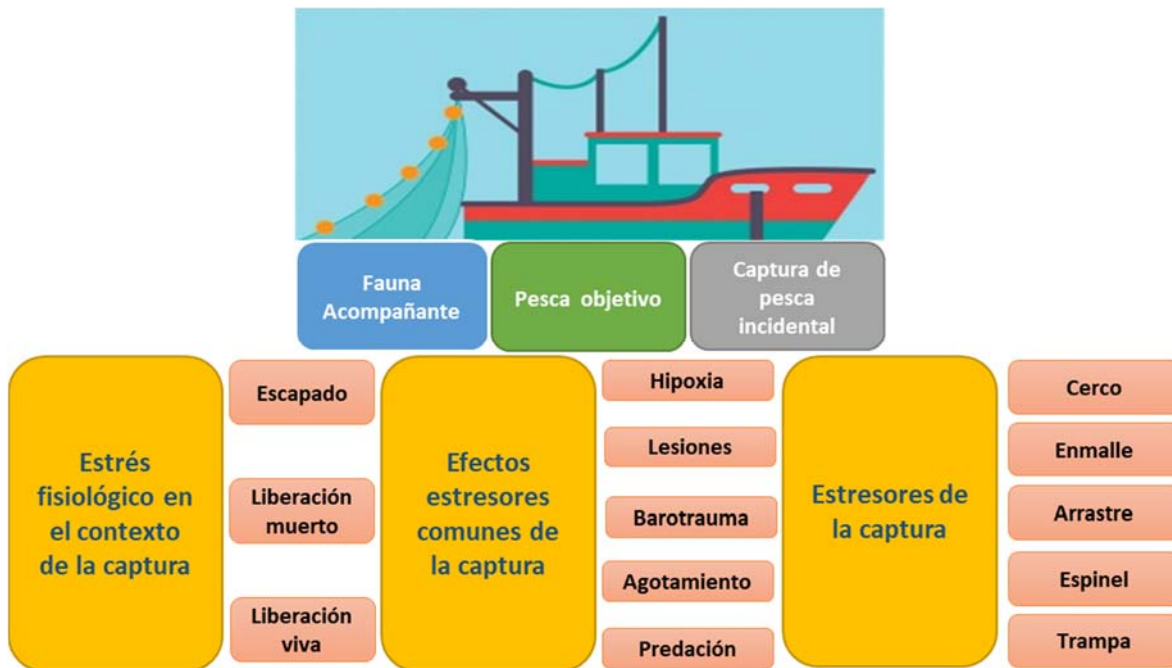 Fauna
Acompañante
Pesca objetivo
Captura de
pesca
incidental
Estrés
fisiológico en
el contexto
de la captura
Escapado
Liberación
muerto
Liberación
viva
Efectos
estresores
comunes de
la captura
Hipoxia
Lesiones
Barotrauma
Agotamiento
Predación
Estresores de
la captura
Cerco
Enmalle
Arrastre
Espinel
Trampa